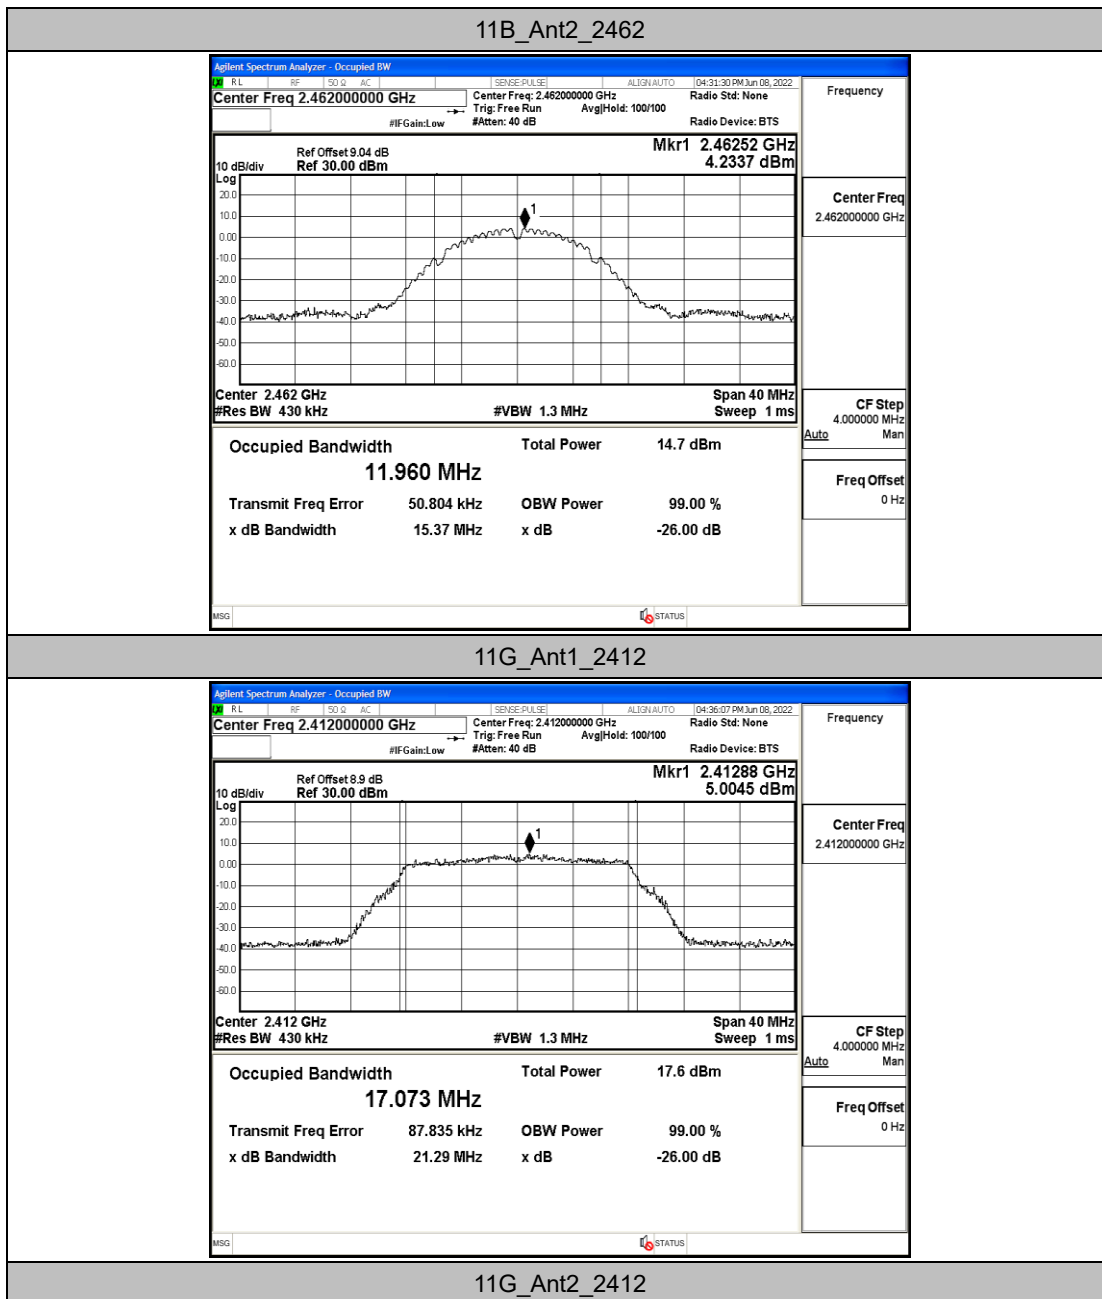 11B_Ant2_2462
Agilent Spectrum Analyzer - Occupied BW
RL RF 50 Ω AC SENSE:PULSE ALIGN AUTO 04:31:30 PM Jun 08, 2022
Center Freq 2.462000000 GHz
Center Freq: 2.462000000 GHz
Radio Std: None
Trig: Free Run Avg|Hold: 100/100
#IFGain:Low #Atten: 40 dB Radio Device: BTS
Frequency
Mkr1 2.46252 GHz
4.2337 dBm
Ref Offset 9.04 dB
10 dB/div Ref 30.00 dBm
Log
20.0
10.0
0.00
-10.0
-20.0
-30.0
-40.0
-50.0
-60.0
1
Center 2.462 GHz Span 40 MHz
#Res BW 430 kHz #VBW 1.3 MHz Sweep 1 ms
Center Freq
2.462000000 GHz
CF Step
4.000000 MHz
Auto Man
Freq Offset
0 Hz
Occupied Bandwidth Total Power 14.7 dBm
11.960 MHz
Transmit Freq Error 50.804 kHz OBW Power 99.00 %
x dB Bandwidth 15.37 MHz x dB -26.00 dB
MSG STATUS
11G_Ant1_2412
Agilent Spectrum Analyzer - Occupied BW
RL RF 50 Ω AC SENSE:PULSE ALIGN AUTO 04:36:07 PM Jun 08, 2022
Center Freq 2.412000000 GHz
Center Freq: 2.412000000 GHz
Radio Std: None
Trig: Free Run Avg|Hold: 100/100
#IFGain:Low #Atten: 40 dB Radio Device: BTS
Frequency
Mkr1 2.41288 GHz
5.0045 dBm
Ref Offset 8.9 dB
10 dB/div Ref 30.00 dBm
Log
20.0
10.0
0.00
-10.0
-20.0
-30.0
-40.0
-50.0
-60.0
1
Center 2.412 GHz Span 40 MHz
#Res BW 430 kHz #VBW 1.3 MHz Sweep 1 ms
Center Freq
2.412000000 GHz
CF Step
4.000000 MHz
Auto Man
Freq Offset
0 Hz
Occupied Bandwidth Total Power 17.6 dBm
17.073 MHz
Transmit Freq Error 87.835 kHz OBW Power 99.00 %
x dB Bandwidth 21.29 MHz x dB -26.00 dB
MSG STATUS
11G_Ant2_2412